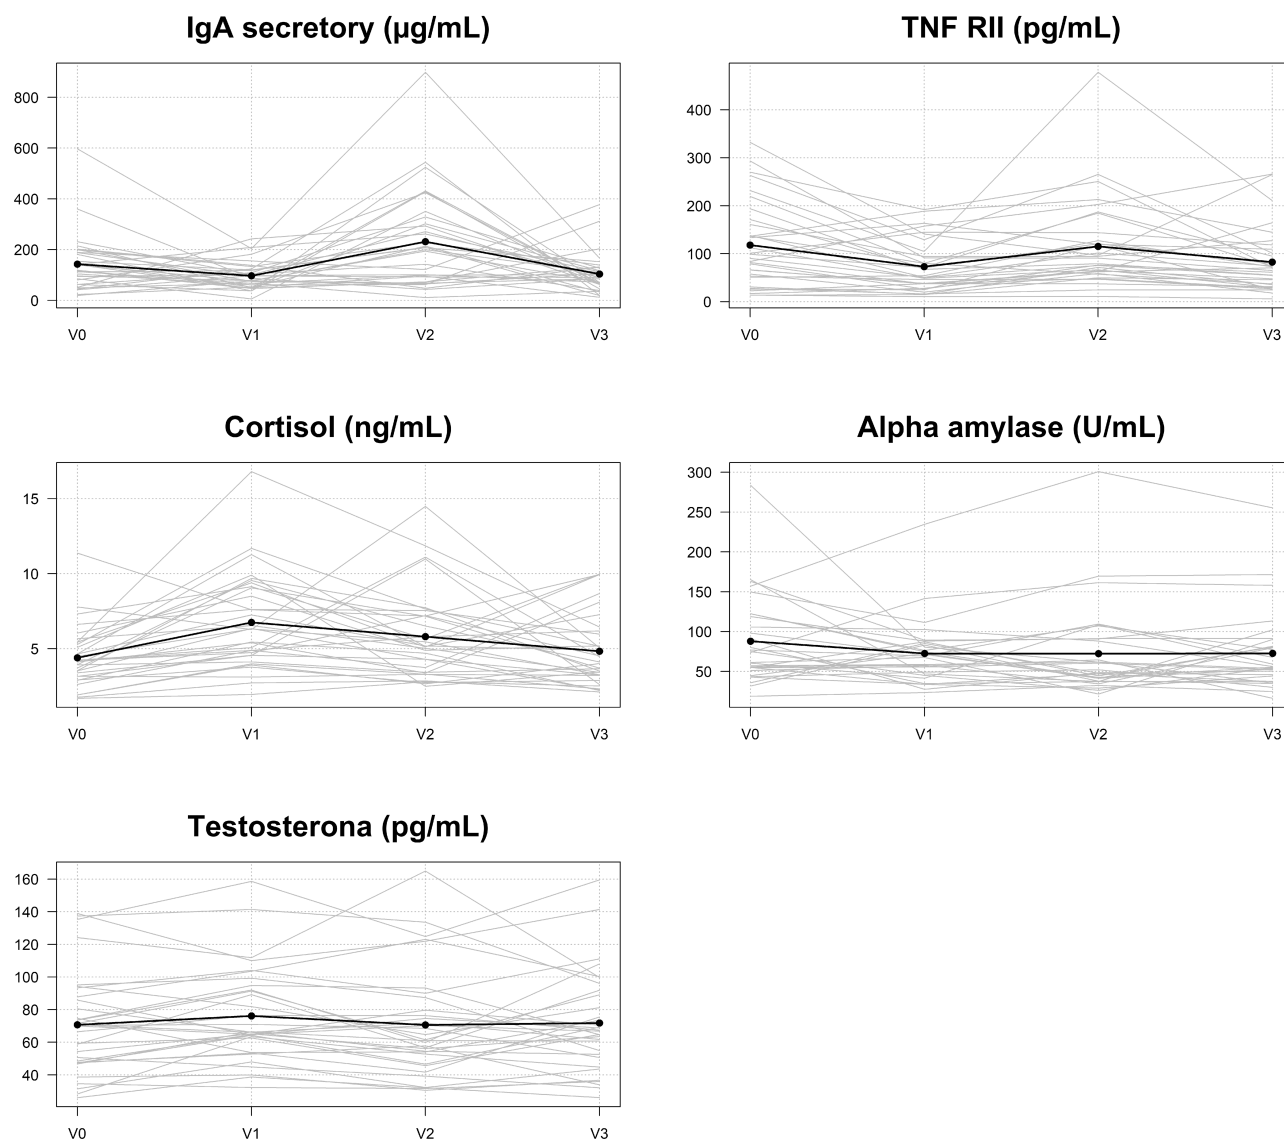 IgA secretory (µg/mL)
800
600
400
200
0
V0 V1 V2 V3
TNF RII (pg/mL)
400
300
200
100
0
V0 V1 V2 V3
Cortisol (ng/mL)
15
10
5
V0 V1 V2 V3
Alpha amylase (U/mL)
300
250
200
150
100
50
V0 V1 V2 V3
Testosterona (pg/mL)
160
140
120
100
80
60
40
V0 V1 V2 V3